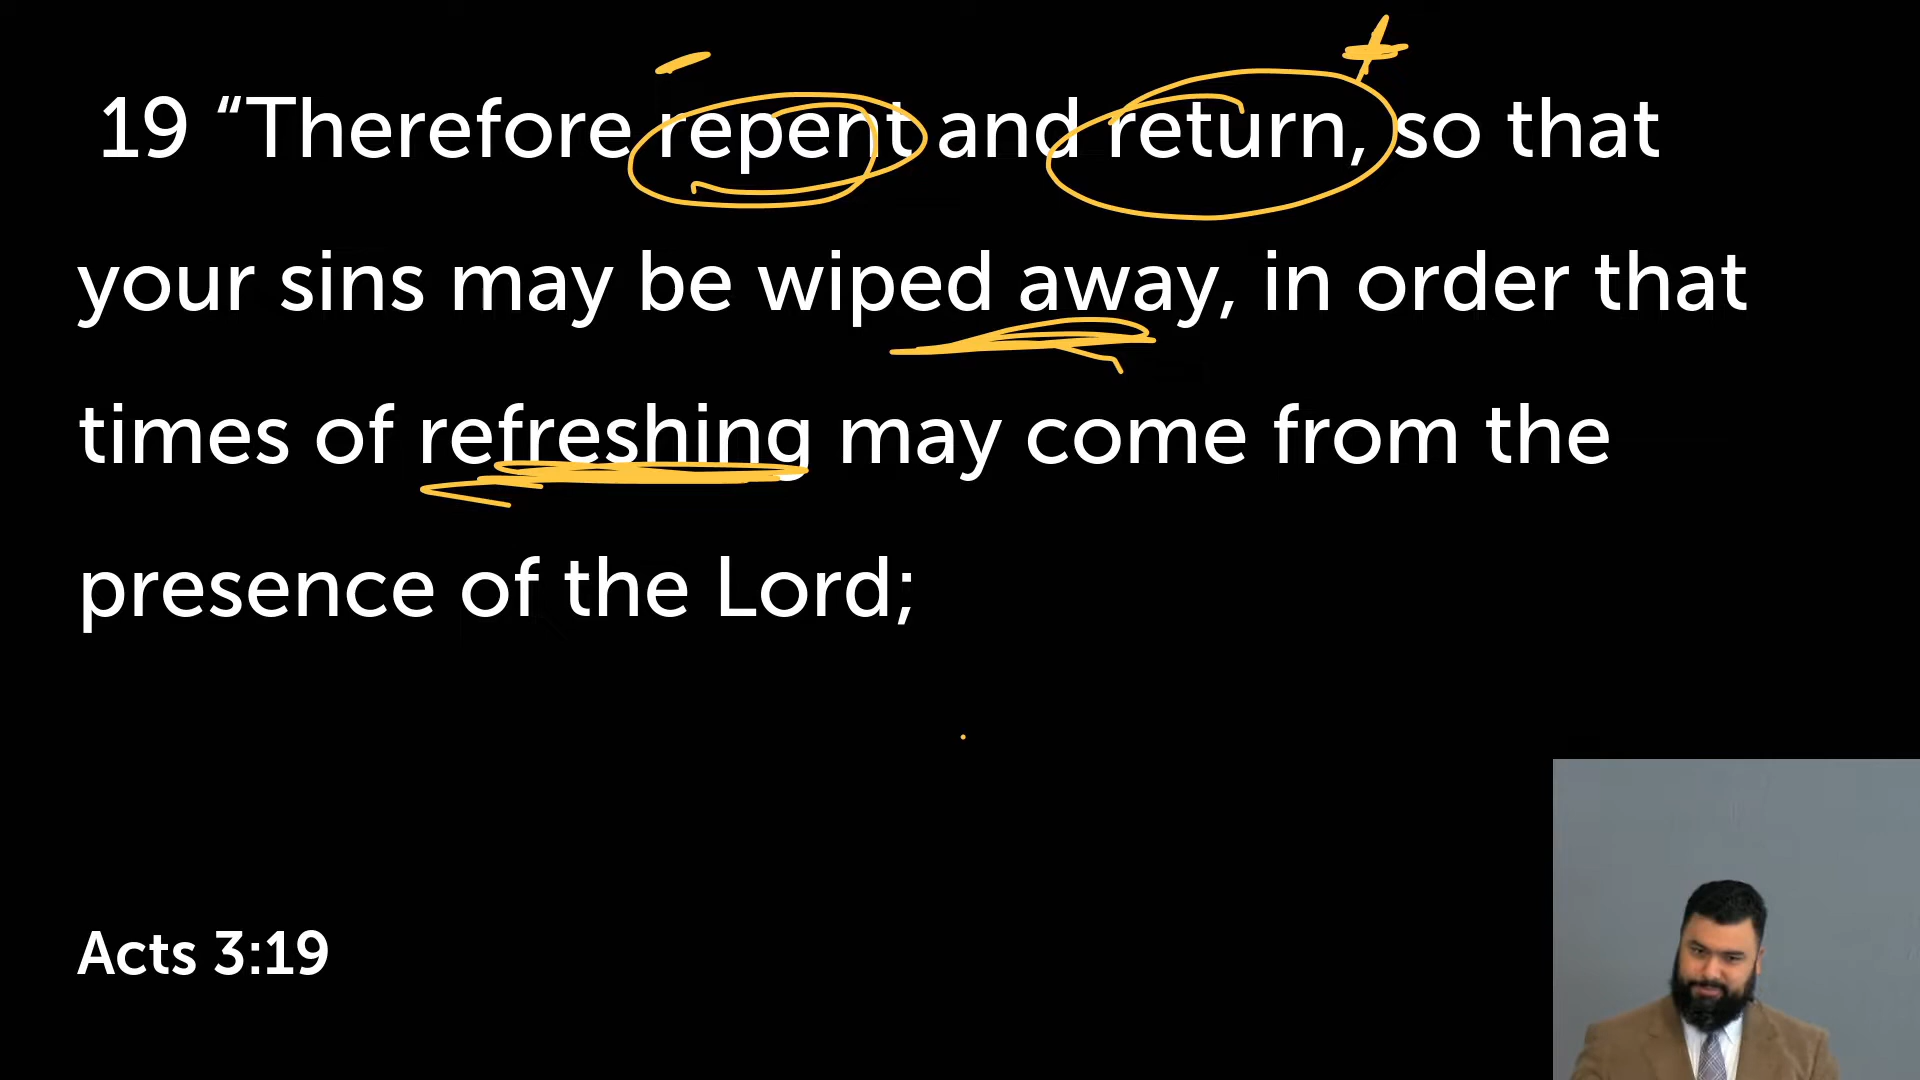 19 “Therefore repent and return, so that
your sins may be wiped away, in order that
times of refreshing may come from the
presence of the Lord;
Acts 3:19